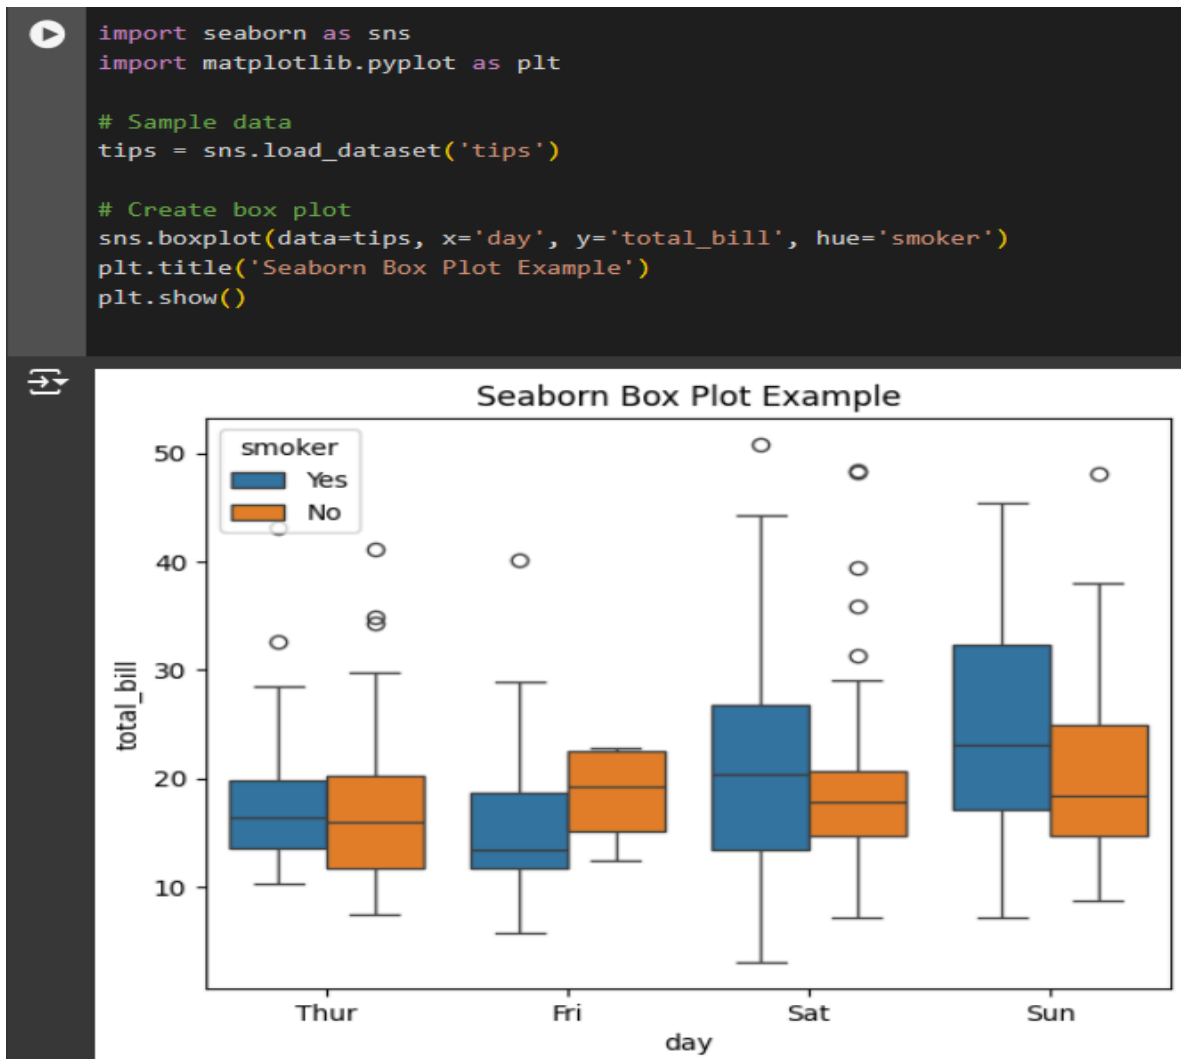 import seaborn as sns
import matplotlib.pyplot as plt
# Sample data
tips = sns.load_dataset('tips')
# Create box plot
sns.boxplot(data=tips, x='day', y='total_bill', hue='smoker')
plt.title('Seaborn Box Plot Example')
plt.show()
Seaborn Box Plot Example
smoker
Yes
No
50
40
30
20
10
total_bill
Thur Fri Sat Sun
day